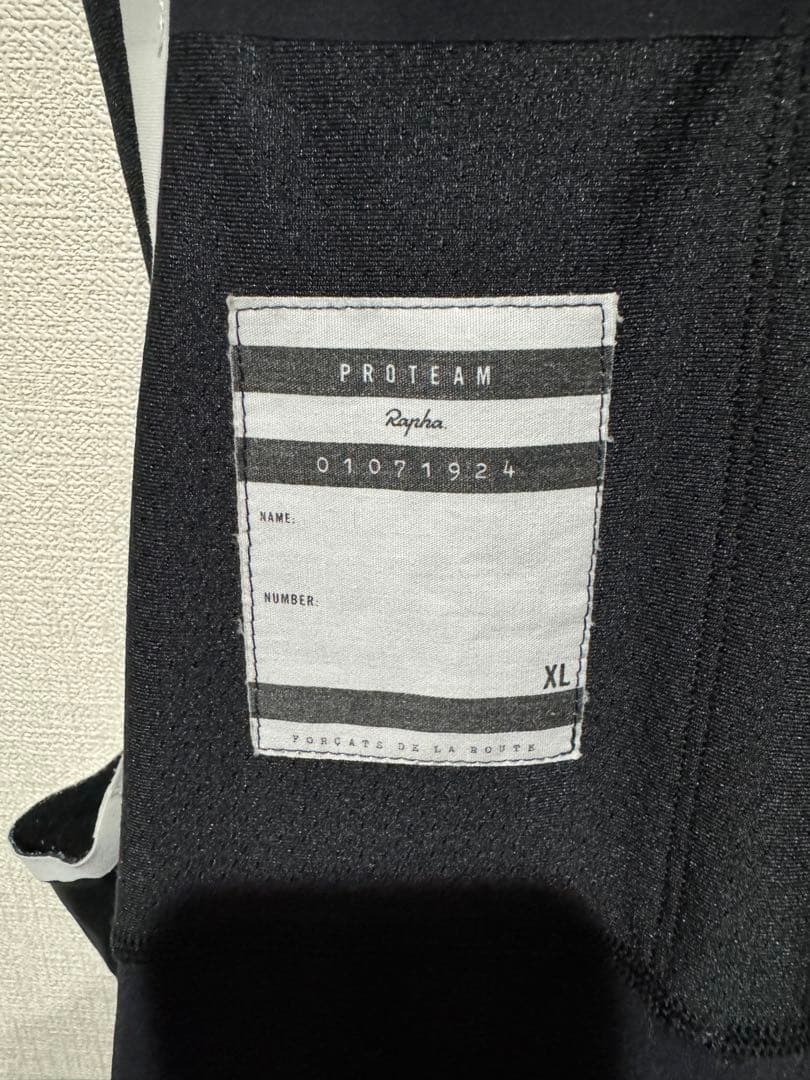 PROTEAM
Rapha.
01071924
NAME:
NUMBER:
XL
FORÇATS DE LA ROUTE